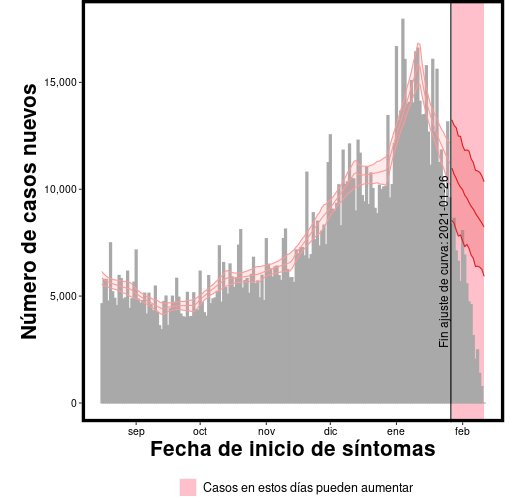 Número de casos nuevos
15,000
10,000
5,000
0
Fin ajuste de curva: 2021-01-26
sep oct nov dic ene feb
Fecha de inicio de síntomas
Casos en estos días pueden aumentar